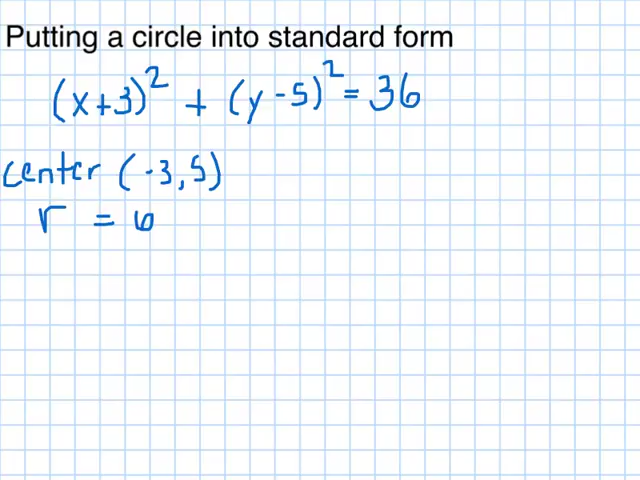 Putting a circle into standard form
(x+3)² + (y-5)² = 36
center (-3,5)
r = 6